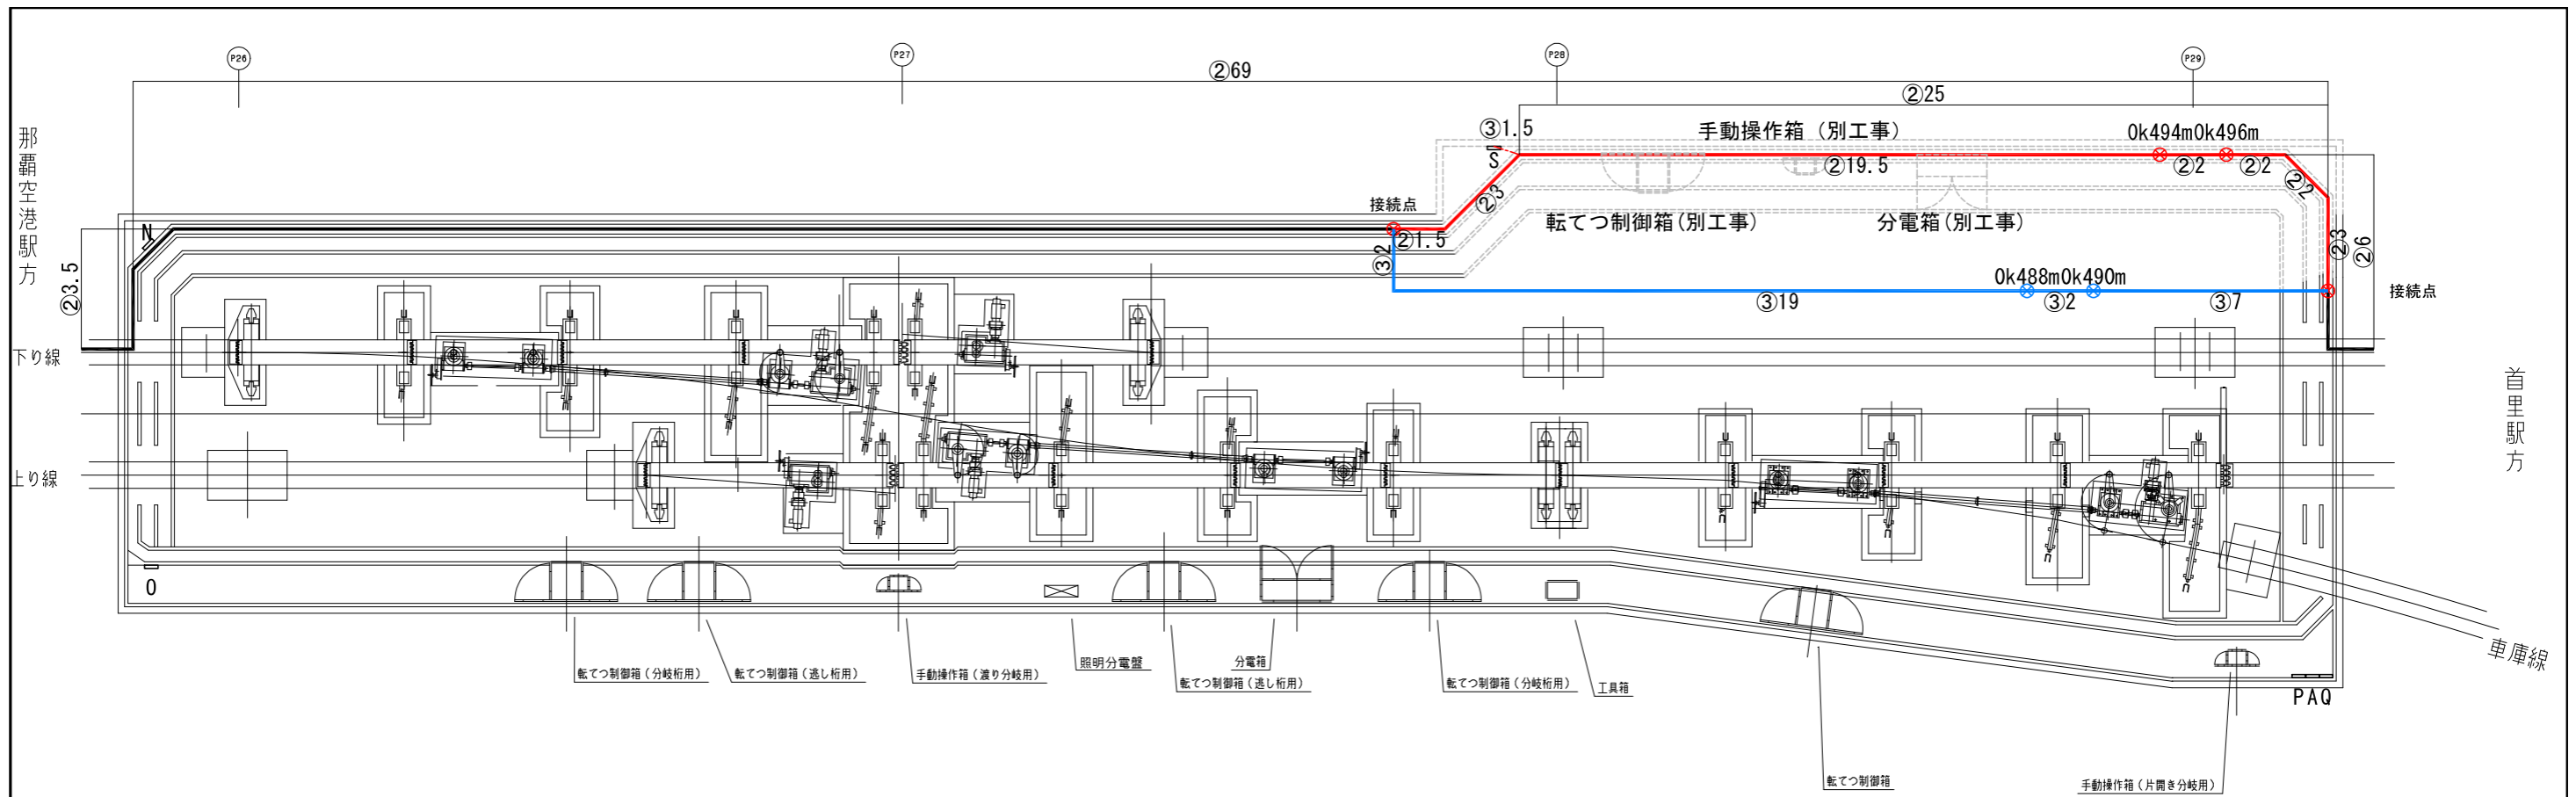 P26
P27
P28
P29
②69
②25
③1.5
手動操作箱（別工事）
0k494m0k496m
S
②19.5
②2
②2
②2
那覇空港駅方
接続点
②3
転てつ制御箱(別工事)
分電箱(別工事)
N
②1.5
②3
②6
②3.5
③2
0k488m0k490m
③19
③2
③7
接続点
下り線
首里駅方
上り線
O
転てつ制御箱（分岐桁用）
転てつ制御箱（逃し桁用）
手動操作箱（渡り分岐用）
照明分電盤
転てつ制御箱（逃し桁用）
分電箱
転てつ制御箱（分岐桁用）
工具箱
車庫線
PAQ
転てつ制御箱
手動操作箱（片開き分岐用）